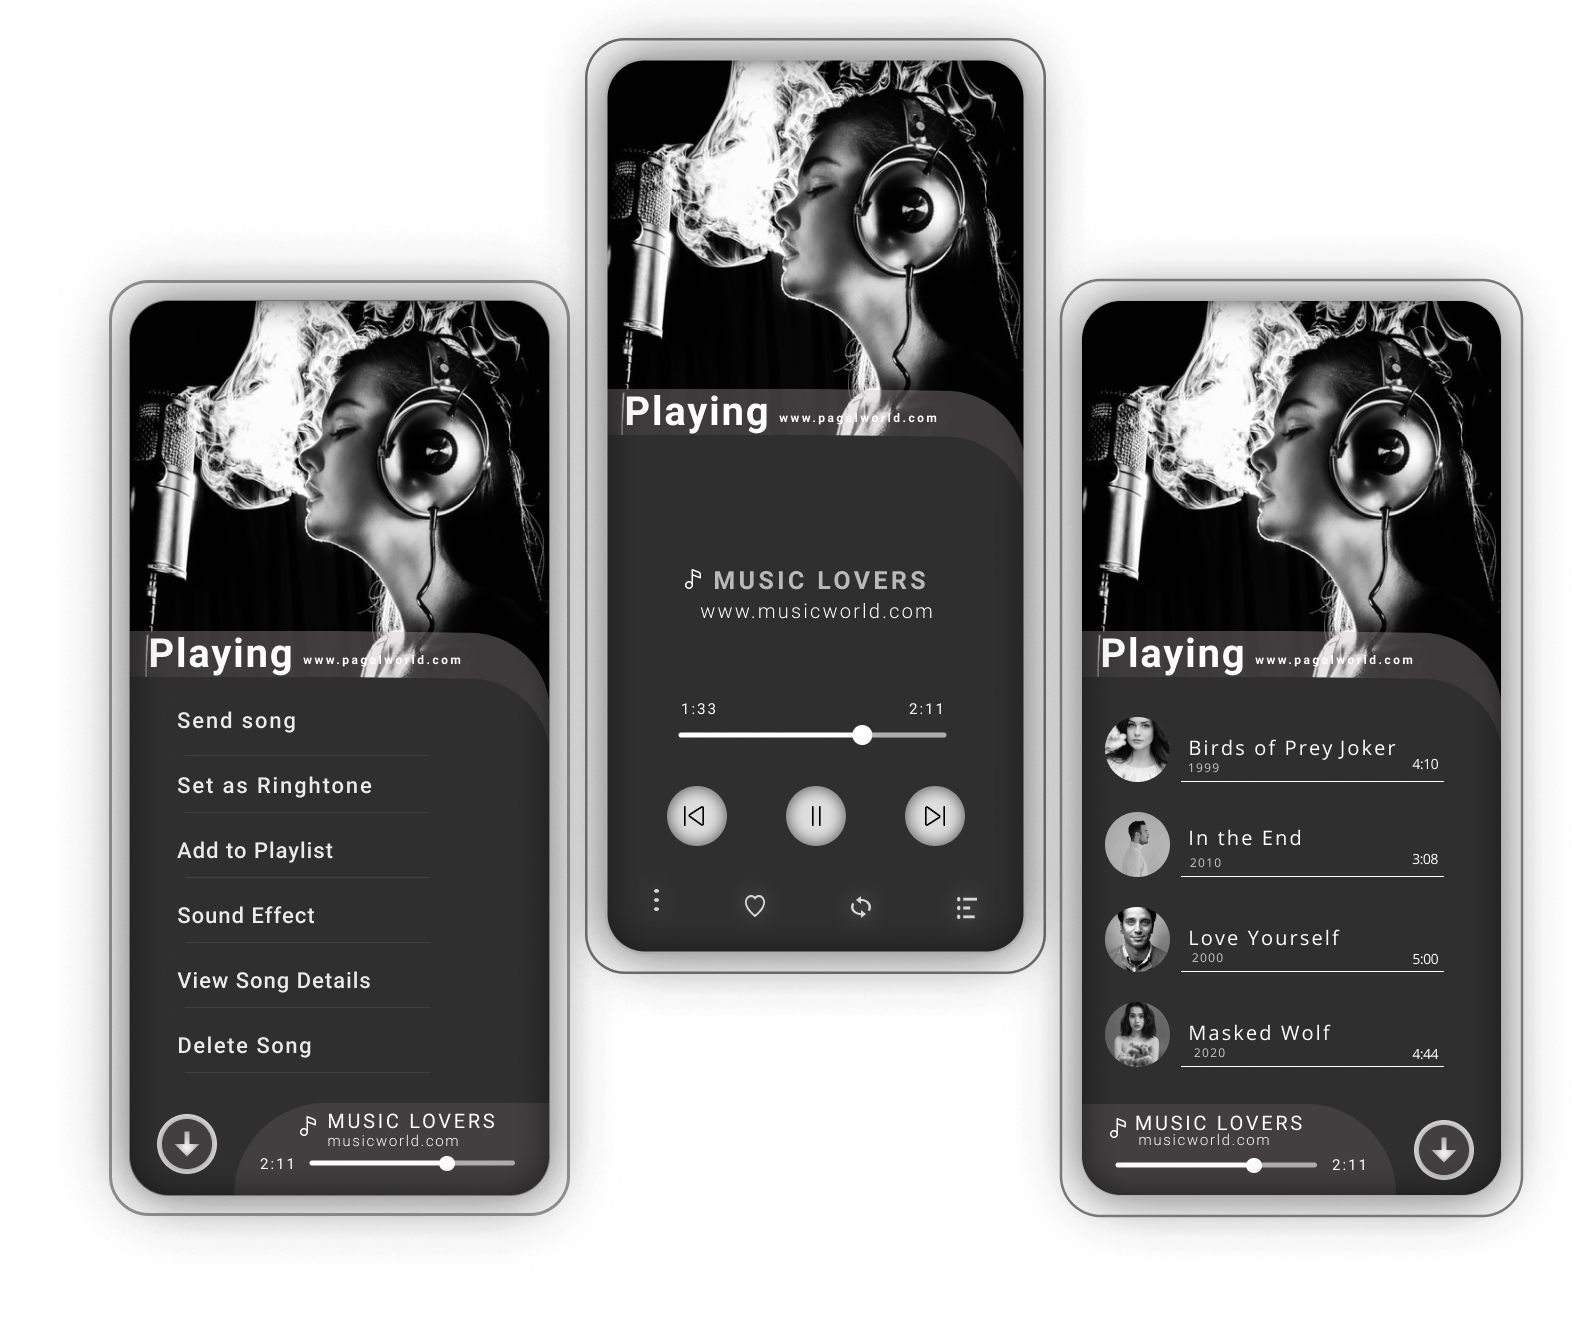 Playing www.pagalworld.com
Send song
Set as Ringhtone
Add to Playlist
Sound Effect
View Song Details
Delete Song
MUSIC LOVERS
musicworld.com
2:11
Playing www.pagalworld.com
MUSIC LOVERS
www.musicworld.com
1:33 2:11
Playing www.pagalworld.com
Birds of Prey Joker
1999 4:10
In the End
2010 3:08
Love Yourself
2000 5:00
Masked Wolf
2020 4:44
MUSIC LOVERS
musicworld.com
2:11